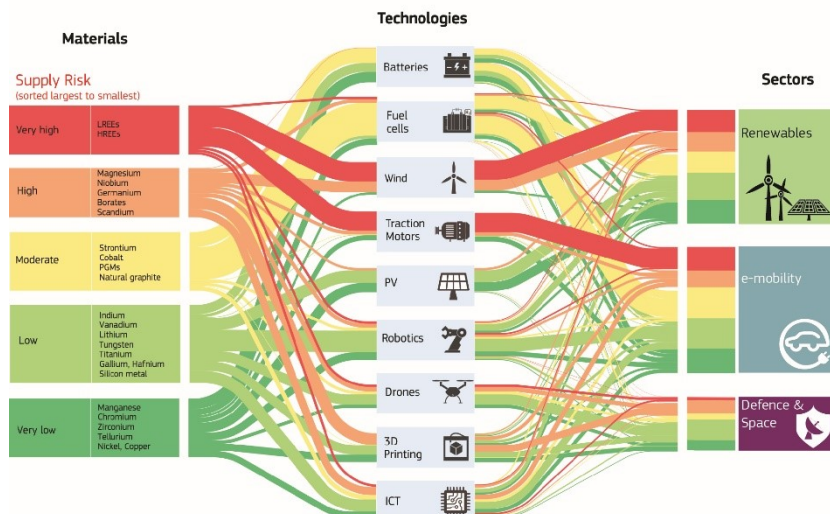 Technologies
Materials
Sectors
Supply Risk
(sorted largest to smallest)
Very high
LREEs
HREEs
High
Magnesium
Niobium
Germanium
Borates
Scandium
Moderate
Strontium
Cobalt
PGMs
Natural graphite
Low
Indium
Vanadium
Lithium
Tungsten
Titanium
Gallium, Hafnium
Silicon metal
Very low
Manganese
Chromium
Zirconium
Tellurium
Nickel, Copper
Batteries
Fuel
cells
Wind
Traction
Motors
PV
Robotics
Drones
3D
Printing
ICT
Renewables
e-mobility
Defence &
Space